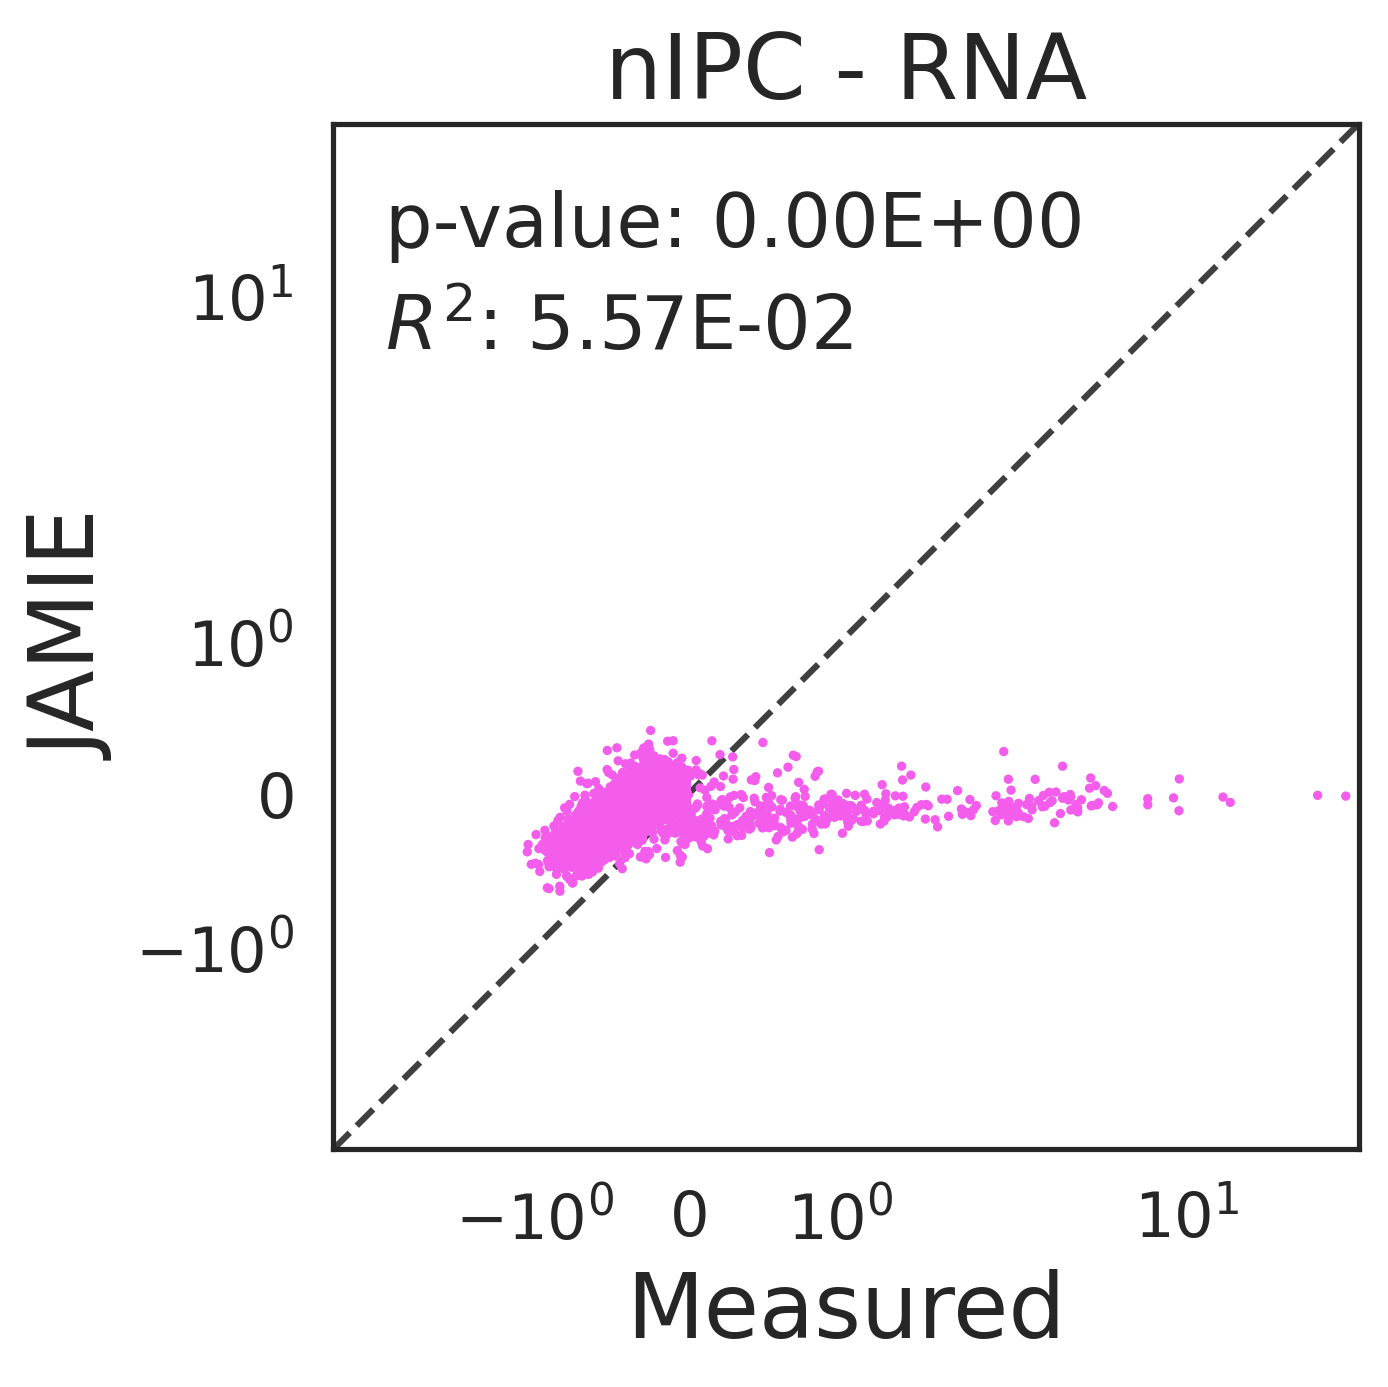 nIPC - RNA
p-value: 0.00E+00
R²: 5.57E-02
JAMIE
10¹
10⁰
0
−10⁰
−10⁰ 0 10⁰ 10¹
Measured